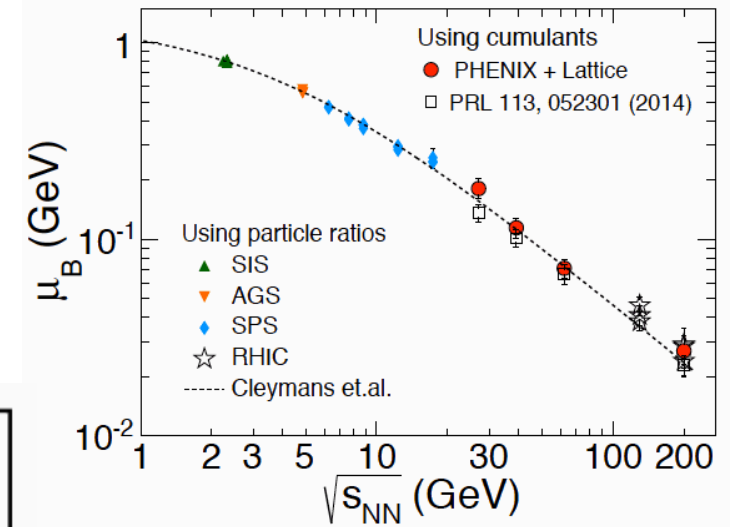 Using cumulants
PHENIX + Lattice
PRL 113, 052301 (2014)
Using particle ratios
SIS
AGS
SPS
RHIC
Cleymans et.al.
μB (GeV)
1
10-1
10-2
1 2 3 5 10 30 100 200
√sNN (GeV)